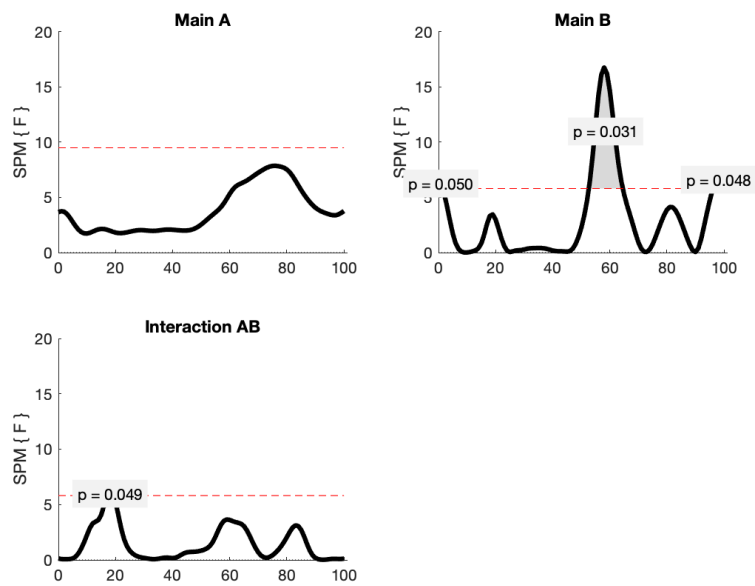 Main A
SPM { F }
20
15
10
5
0
0 20 40 60 80 100
Main B
SPM { F }
20
15
10
5
0
0 20 40 60 80 100
p = 0.050
p = 0.031
p = 0.048
Interaction AB
SPM { F }
20
15
10
5
0
0 20 40 60 80 100
p = 0.049